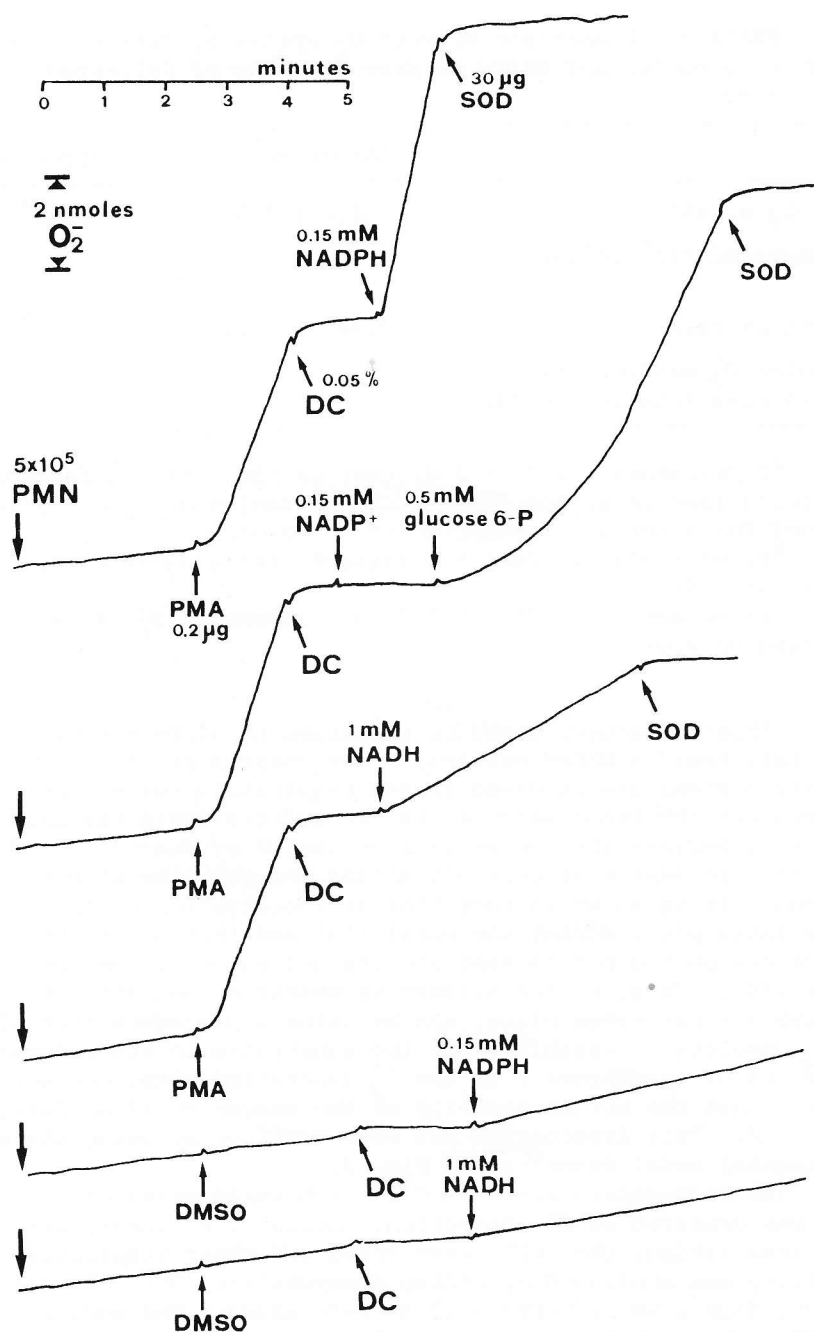 minutes
0 1 2 3 4 5
30 µg
SOD
2 nmoles
O₂⁻
0.15 mM
NADPH
SOD
0.05 %
DC
5x10⁵
PMN
0.15 mM
NADP⁺
0.5 mM
glucose 6-P
PMA
0.2 µg
DC
1 mM
NADH
SOD
PMA
DC
0.15 mM
NADPH
PMA
1 mM
NADH
DMSO
DC
DMSO
DC